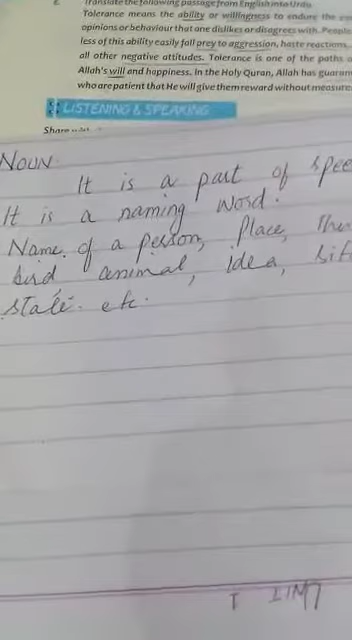 Translate the following passage from English into Urdu
Tolerance means the ability or willingness to endure the
opinions or behaviour that one dislikes or disagrees with. People
less of this ability easily fall prey to aggression, haste reactions,
all other negative attitudes. Tolerance is one of the paths
Allah's will and happiness. In the Holy Quran, Allah has
who are patient that He will give them reward without measure
LISTENING & SPEAKING
Share
NOUN
It is a part of spee
It is a naming word.
Name of a person, Place,
bird, animal, idea,
state. etc.
UNIT 1